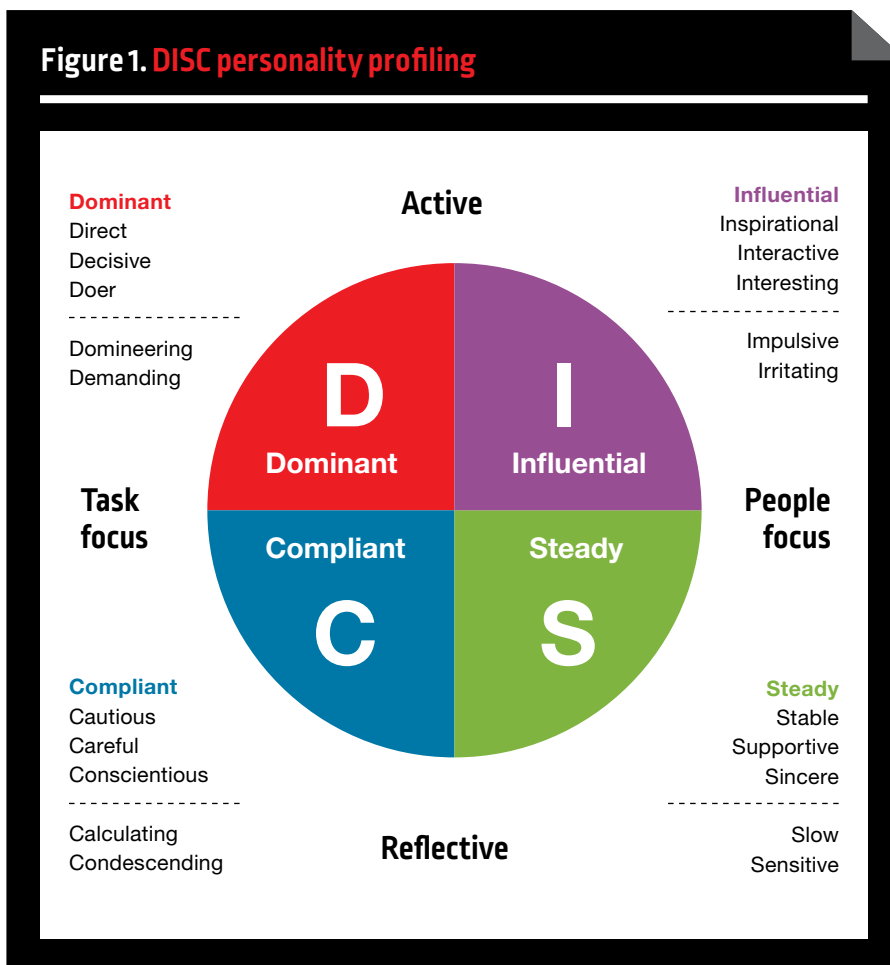 Figure 1. DISC personality profiling
Active
Dominant
Direct
Decisive
Doer
Domineering
Demanding
Influential
Inspirational
Interactive
Interesting
Impulsive
Irritating
D
Dominant
I
Influential
Task
focus
People
focus
Compliant
C
Steady
S
Compliant
Cautious
Careful
Conscientious
Calculating
Condescending
Steady
Stable
Supportive
Sincere
Slow
Sensitive
Reflective